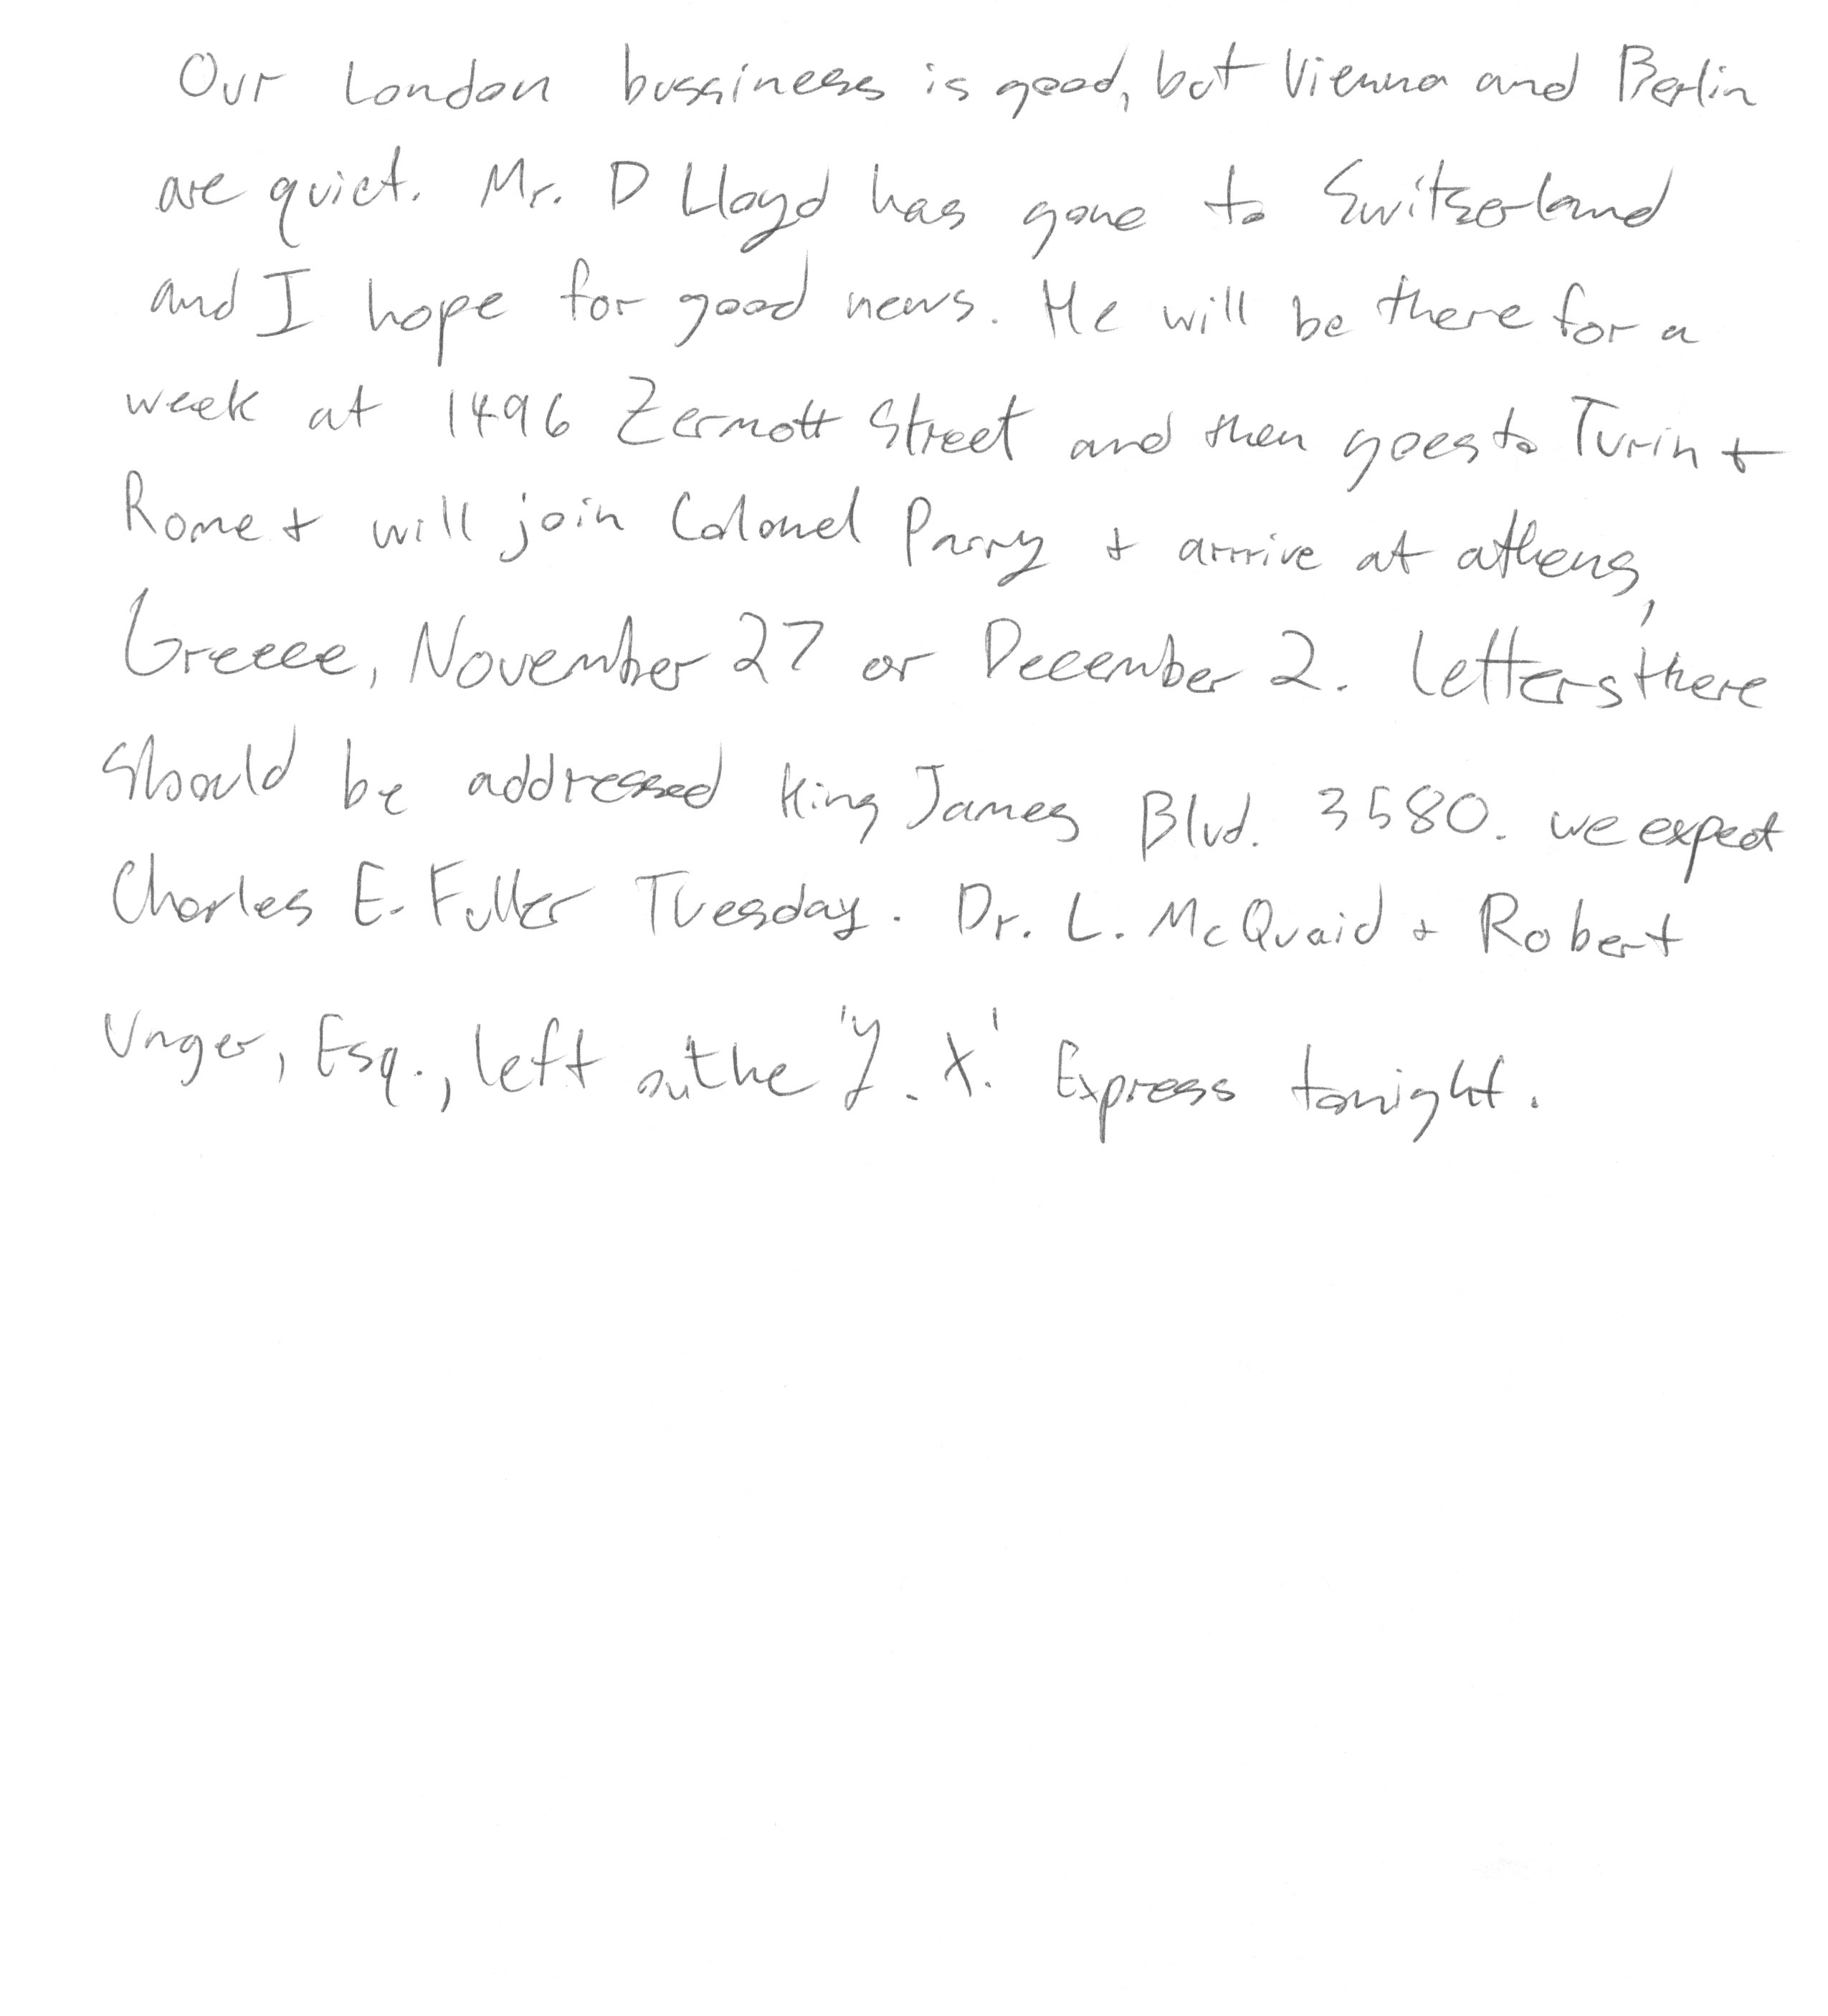 Our London bussiness is good, but Vienna and Berlin
are quiet. Mr. D Lloyd has gone to Switzerland
and I hope for good news. He will be there for a
week at 1496 Zermott Street and then goes to Turin +
Rome + will join Colonel Parry + arrive at athens,
Greece, November 27 or December 2. Letters there
should be addressed King James Blvd. 3580. we expect
Charles E. Fuller Tuesday. Dr. L. McQuaid + Robert
Unger, Esq., left on the 'Y. X.' Express tonight.